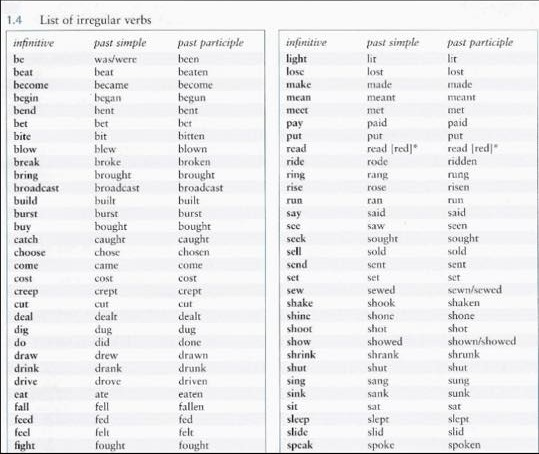 1.4 List of irregular verbs
infinitive past simple past participle
be was/were been
beat beat beaten
become became become
begin began begun
bend bent bent
bet bet bet
bite bit bitten
blow blew blown
break broke broken
bring brought brought
broadcast broadcast broadcast
build built built
burst burst burst
buy bought bought
catch caught caught
choose chose chosen
come came come
cost cost cost
creep crept crept
cut cut cut
deal dealt dealt
dig dug dug
do did done
draw drew drawn
drink drank drunk
drive drove driven
eat ate eaten
fall fell fallen
feed fed fed
feel felt felt
fight fought fought
infinitive past simple past participle
light lit lit
lose lost lost
make made made
mean meant meant
meet met met
pay paid paid
put put put
read read [red]* read [red]*
ride rode ridden
ring rang rung
rise rose risen
run ran run
say said said
see saw seen
seek sought sought
sell sold sold
send sent sent
set set set
sew sewed sewn/sewed
shake shook shaken
shine shone shone
shoot shot shot
show showed shown/showed
shrink shrank shrunk
shut shut shut
sing sang sung
sink sank sunk
sit sat sat
sleep slept slept
slide slid slid
speak spoke spoken